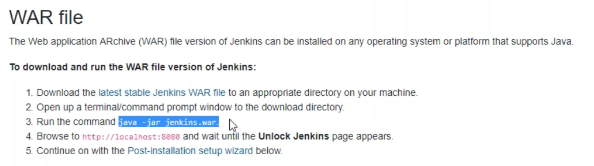 WAR file
The Web application ARchive (WAR) file version of Jenkins can be installed on any operating system or platform that supports Java.
To download and run the WAR file version of Jenkins:
1. Download the latest stable Jenkins WAR file to an appropriate directory on your machine.
2. Open up a terminal/command prompt window to the download directory.
3. Run the command java -jar jenkins.war.
4. Browse to http://localhost:8080 and wait until the Unlock Jenkins page appears.
5. Continue on with the Post-installation setup wizard below.